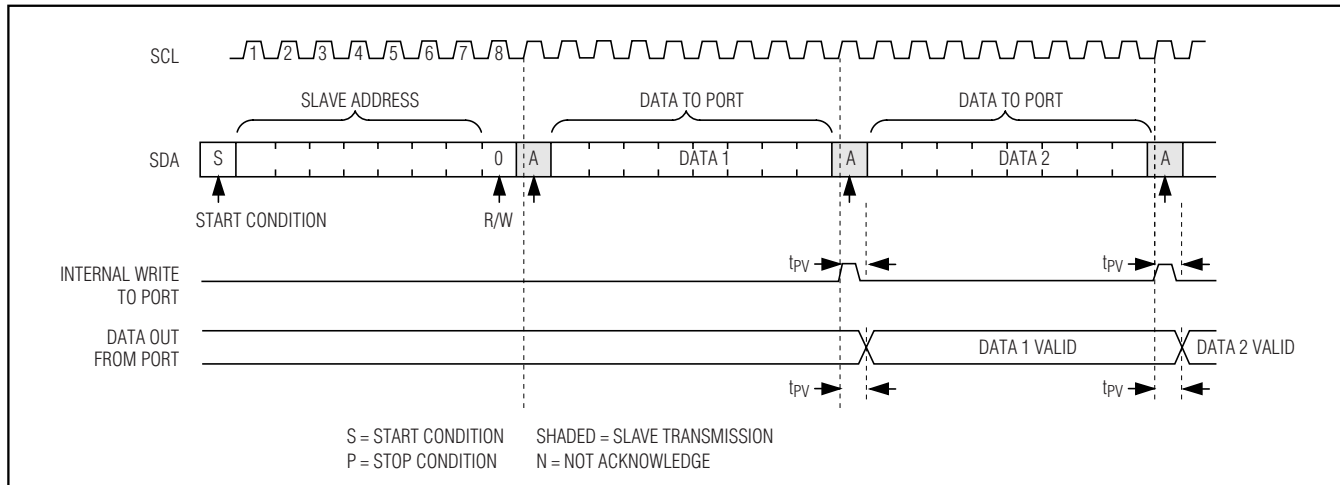 SCL 1 2 3 4 5 6 7 8
SLAVE ADDRESS DATA TO PORT DATA TO PORT
SDA S 0 A DATA 1 A DATA 2 A
START CONDITION R/W
tPV tPV
INTERNAL WRITE
TO PORT
DATA OUT
FROM PORT
DATA 1 VALID DATA 2 VALID
tPV tPV
S = START CONDITION SHADED = SLAVE TRANSMISSION
P = STOP CONDITION N = NOT ACKNOWLEDGE